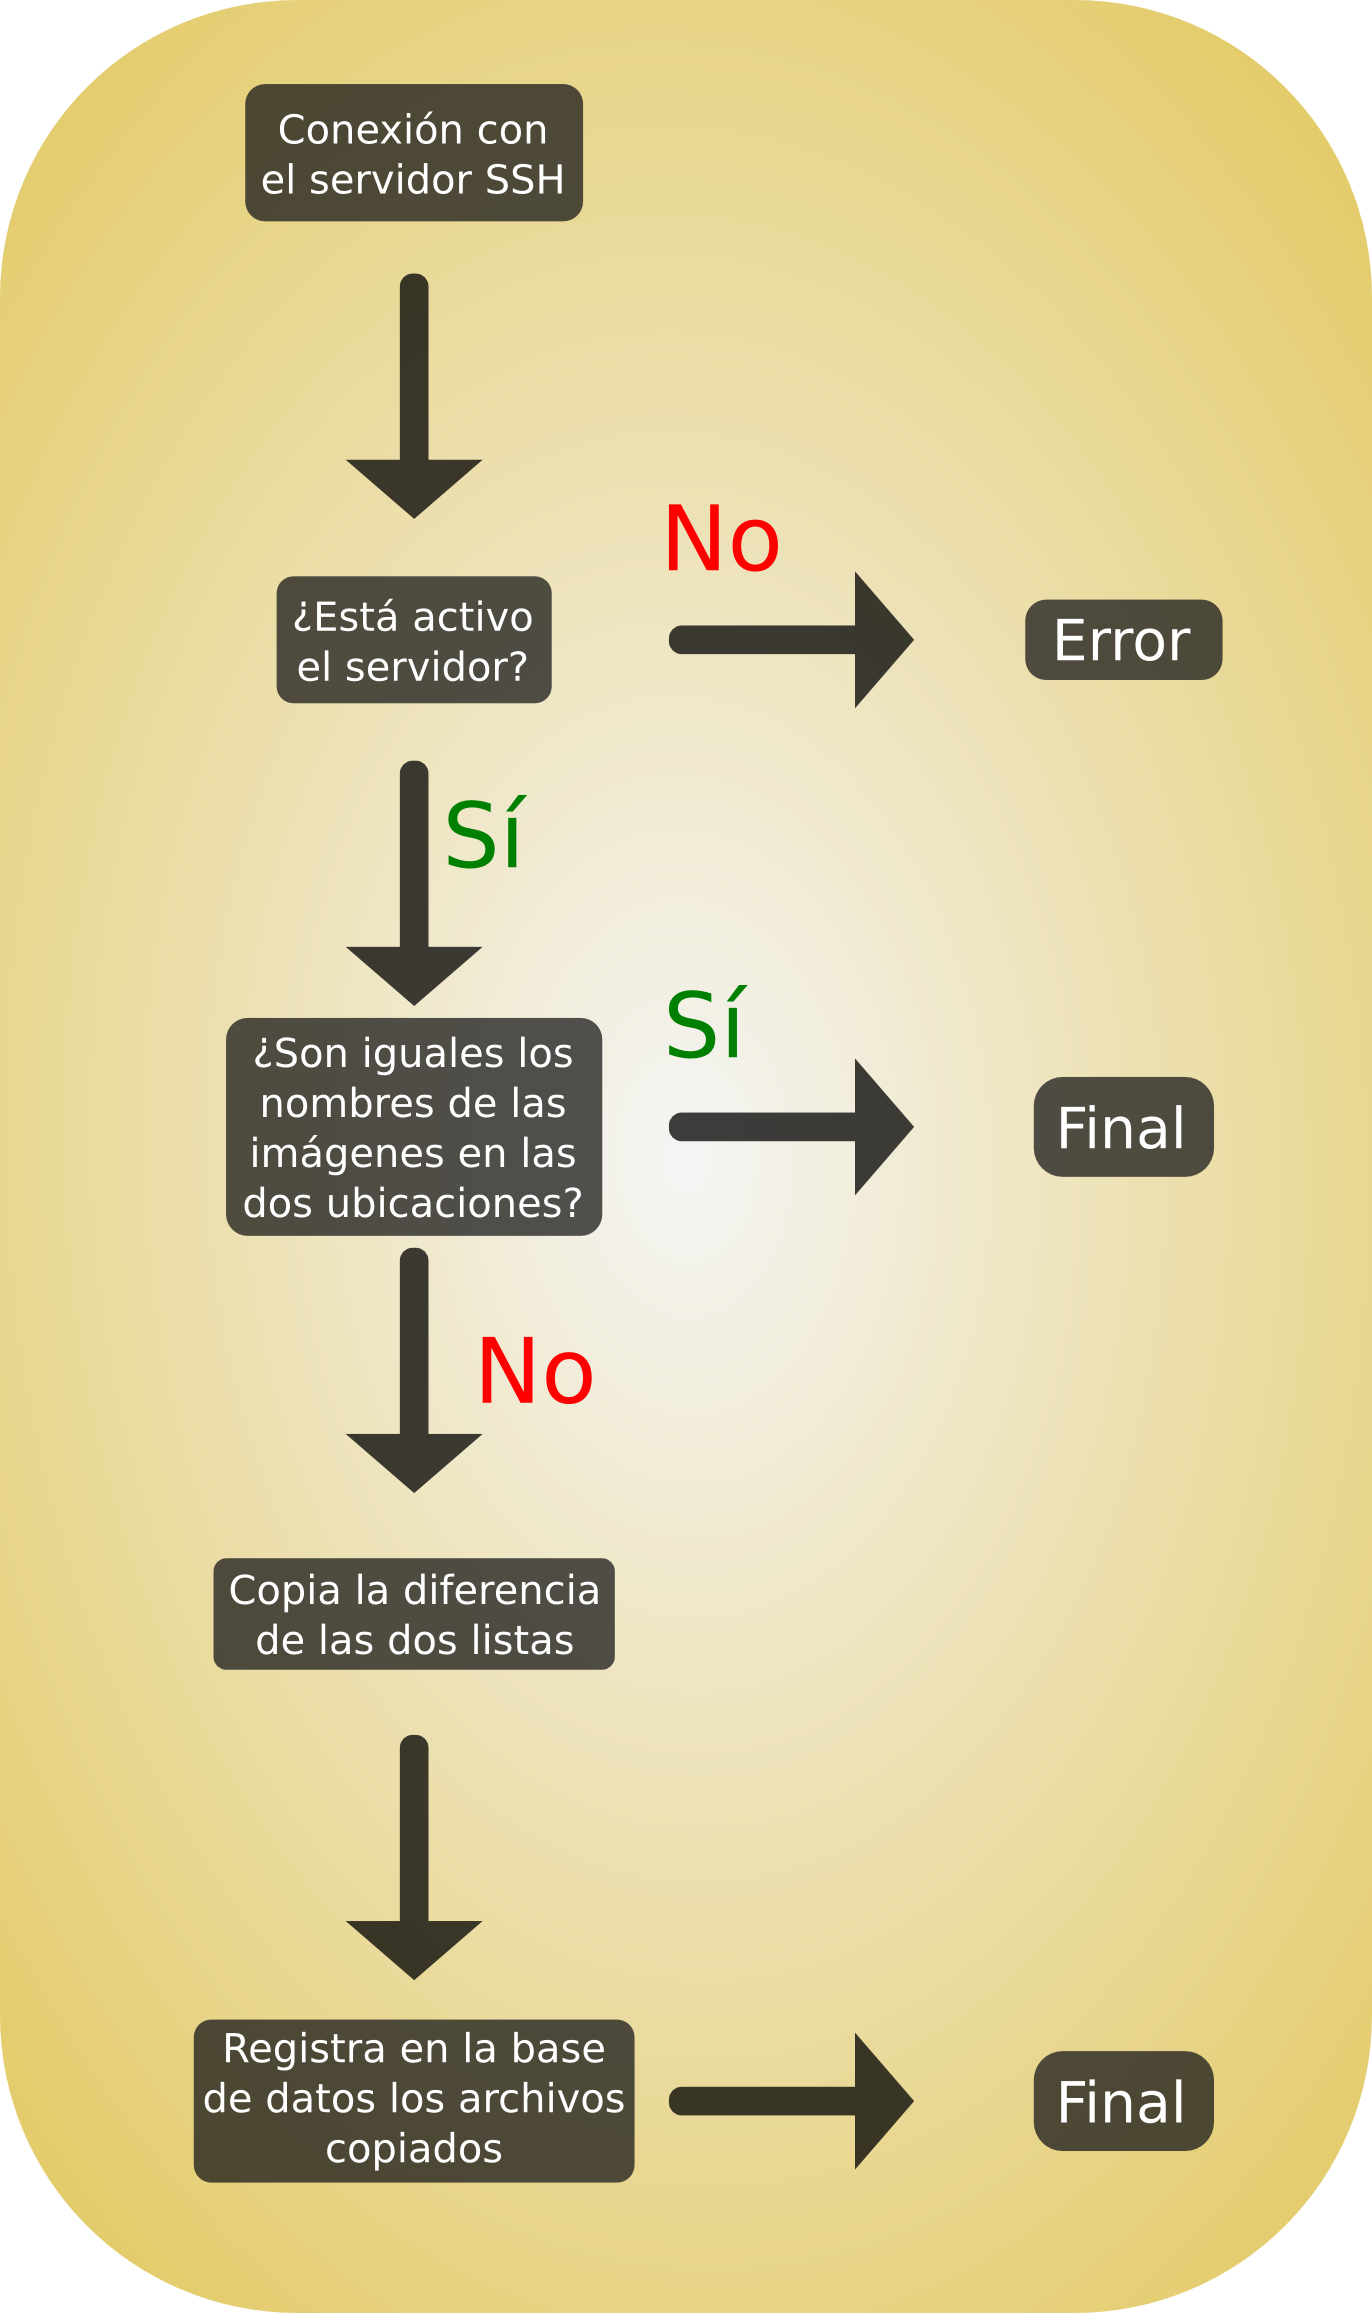 Conexión con
el servidor SSH
No
¿Está activo
el servidor?
Error
Sí
Sí
¿Son iguales los
nombres de las
imágenes en las
dos ubicaciones?
Final
No
Copia la diferencia
de las dos listas
Registra en la base
de datos los archivos
copiados
Final